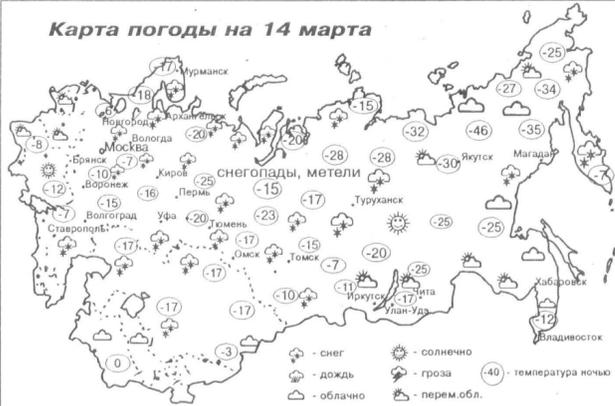 Карта погоды на 14 марта
-25
-17
Мурманск
-18
-27
-34
-6
-15
Новгород
Архангельск
-20
-20
-32
-46
-35
-8
Вологда
Москва
-7
-28
-28
-30
Якутск
Магадан
Брянск
-10
Киров
снегопады, метели
-7
-12
Воронеж
-16
-25
-15
Пермь
-17
Туруханск
-15
-7
Волгоград
Уфа
-20
-23
-25
-25
Ставрополь
Тюмень
-17
-17
-15
Омск
Томск
-20
-17
-7
-25
-11
Иркутск
Чита
Хабаровск
-17
-17
-10
-17
Улан-Удэ
-12
Владивосток
-3
0
- снег
- солнечно
- дождь
- гроза
-40 - температура ночью
- облачно
- перем.обл.